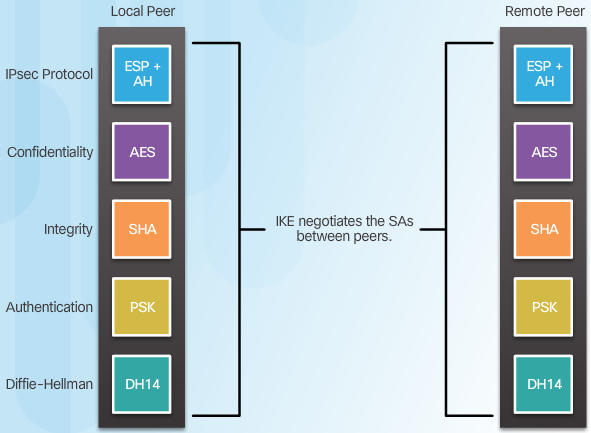 Local Peer
Remote Peer
IPsec Protocol
ESP +
AH
ESP +
AH
Confidentiality
AES
AES
Integrity
SHA
IKE negotiates the SAs
between peers.
SHA
Authentication
PSK
PSK
Diffie-Hellman
DH14
DH14